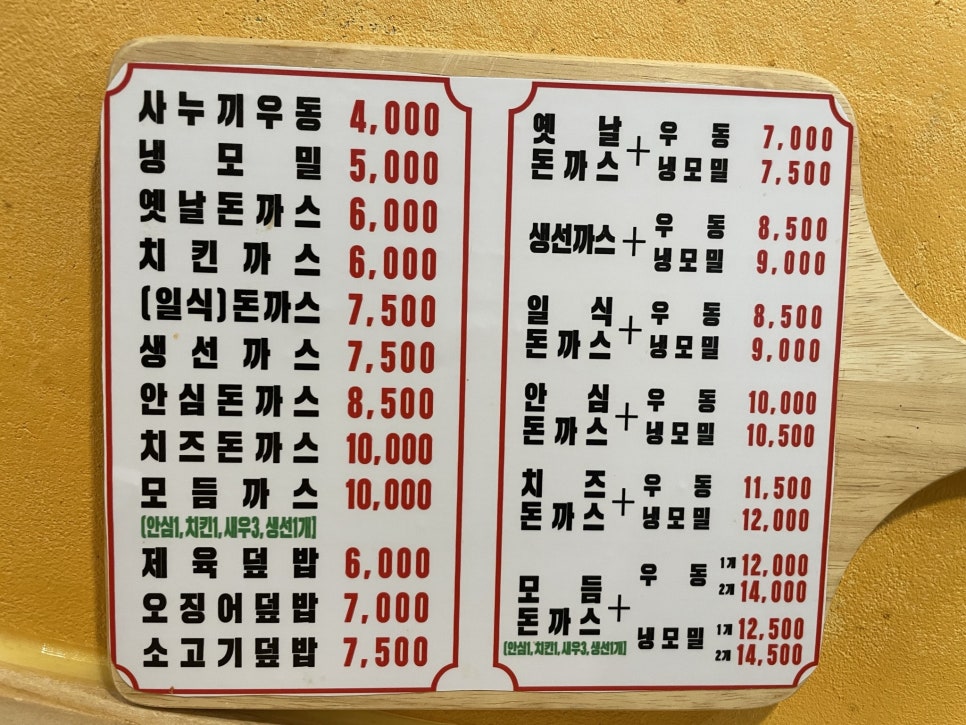 사누끼우동 4,000
냉모밀 5,000
옛날돈까스 6,000
치킨까스 6,000
(일식)돈까스 7,500
생선까스 7,500
안심돈까스 8,500
치즈돈까스 10,000
모듬까스 10,000
(안심1, 치킨1, 새우3, 생선1개)
제육덮밥 6,000
오징어덮밥 7,000
소고기덮밥 7,500
옛날 돈까스 + 우동 7,000
냉모밀 7,500
생선까스 + 우동 8,500
냉모밀 9,000
일식 돈까스 + 우동 8,500
냉모밀 9,000
안심 돈까스 + 우동 10,000
냉모밀 10,500
치즈 돈까스 + 우동 11,500
냉모밀 12,000
모듬 돈까스 + 우동 1개 12,000
2개 14,000
냉모밀 1개 12,500
2개 14,500
(안심1, 치킨1, 새우3, 생선1개)